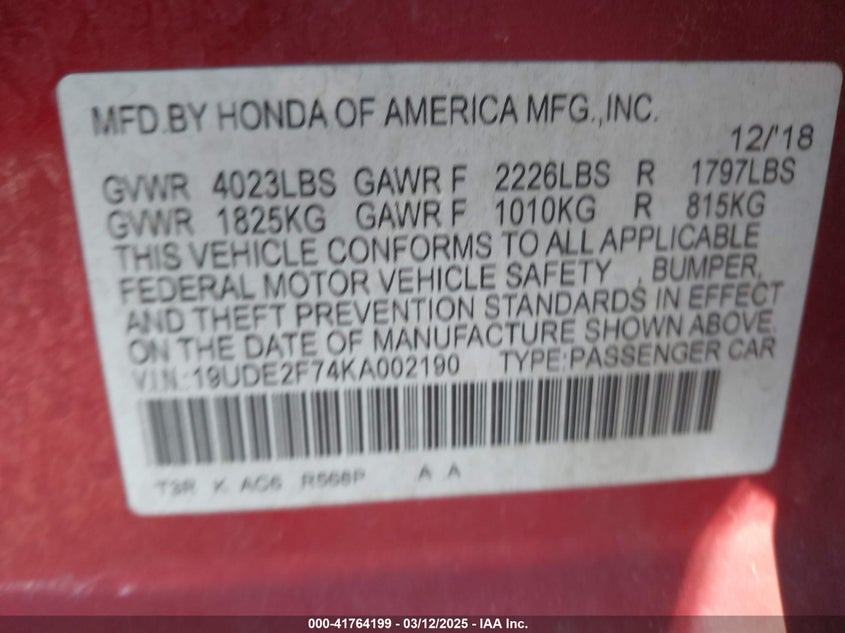 MFD.BY HONDA OF AMERICA MFG.,INC.
12/'18
GVWR 4023LBS GAWR F 2226LBS R 1797LBS
GVWR 1825KG GAWR F 1010KG R 815KG
THIS VEHICLE CONFORMS TO ALL APPLICABLE
FEDERAL MOTOR VEHICLE SAFETY , BUMPER,
AND THEFT PREVENTION STANDARDS IN EFFECT
ON THE DATE OF MANUFACTURE SHOWN ABOVE.
V.I.N.:19UDE2F74KA002190 TYPE:PASSENGER CAR
T3R K AC6 R568P A A
000-41764199 - 03/12/2025 - IAA Inc.